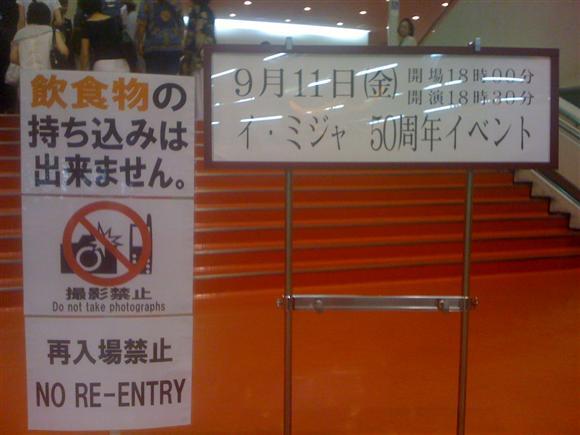 飲食物の
持ち込みは
出来ません。
撮影禁止
Do not take photographs
再入場禁止
NO RE-ENTRY
9月11日(金) 開場18時00分
開演18時30分
イ・ミジャ 50周年イベント